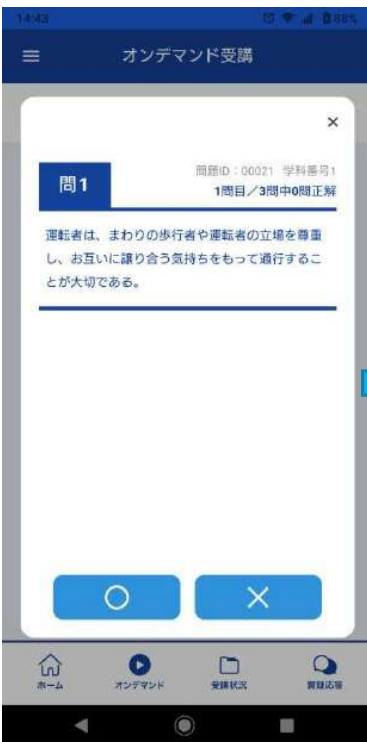 14:43
88%
オンデマンド受講
×
問1
問題ID：00021 学科番号1
1問目／3問中0問正解
運転者は、まわりの歩行者や運転者の立場を尊重
し、お互いに譲り合う気持ちをもって通行するこ
とが大切である。
ホーム
オンデマンド
受講状況
質疑応答